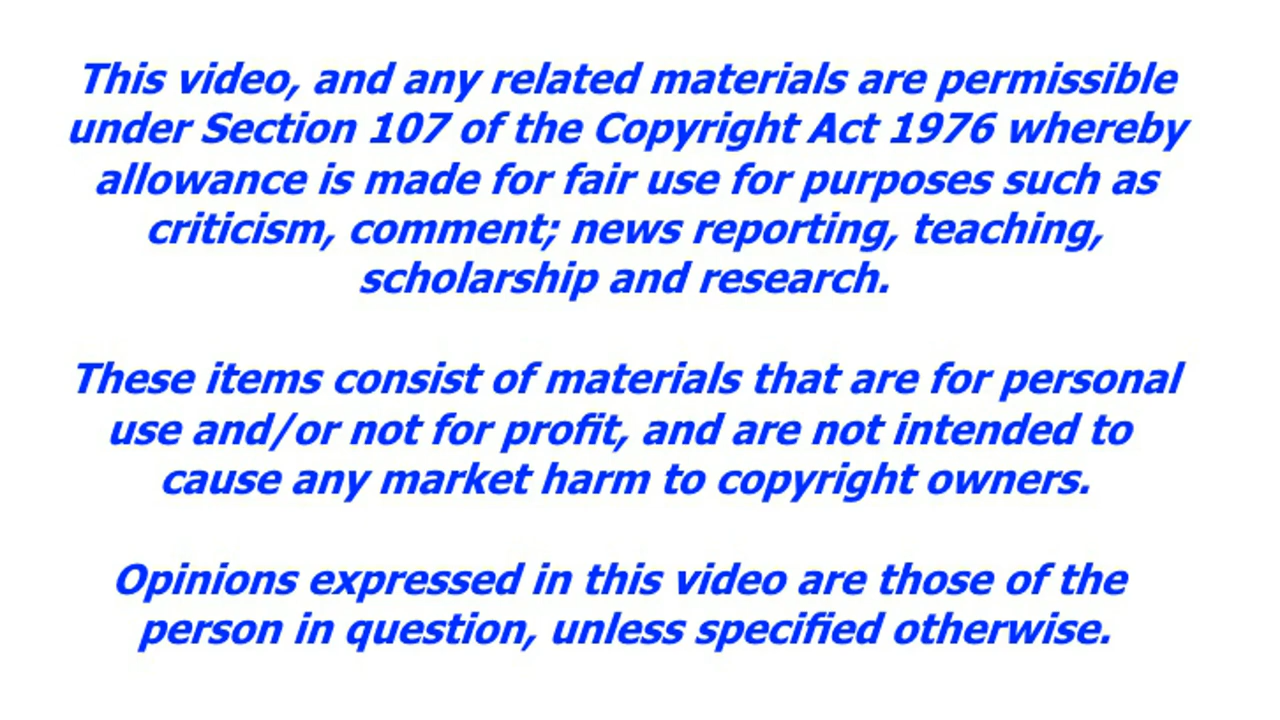 This video, and any related materials are permissible
under Section 107 of the Copyright Act 1976 whereby
allowance is made for fair use for purposes such as
criticism, comment; news reporting, teaching,
scholarship and research.
These items consist of materials that are for personal
use and/or not for profit, and are not intended to
cause any market harm to copyright owners.
Opinions expressed in this video are those of the
person in question, unless specified otherwise.